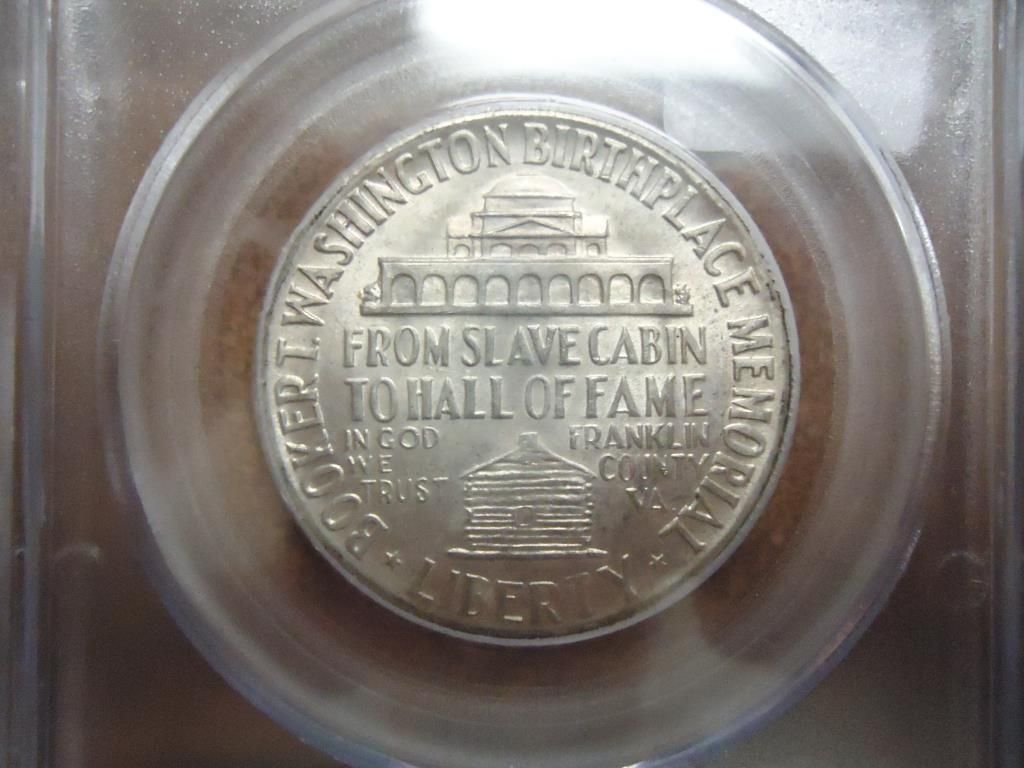 BOOKER T. WASHINGTON BIRTHPLACE MEMORIAL
FROM SLAVE CABIN
TO HALL OF FAME
IN GOD
WE
TRUST
FRANKLIN
COUNTY
VA.
LIBERTY